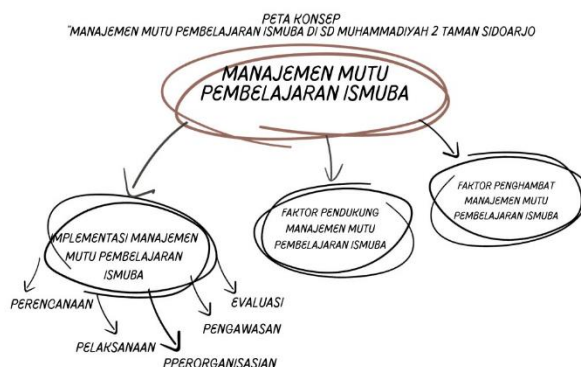 PETA KONSEP
"MANAJEMEN MUTU PEMBELAJARAN ISMUBA DI SD MUHAMMADIYAH 2 TAMAN SIDOARJO
MANAJEMEN MUTU
PEMBELAJARAN ISMUBA
IMPLEMENTASI MANAJEMEN
MUTU PEMBELAJARAN
ISMUBA
FAKTOR PENDUKUNG
MANAJEMEN MUTU
PEMBELAJARAN ISMUBA
FAKTOR PENGHAMBAT
MANAJEMEN MUTU
PEMBELAJARAN ISMUBA
PERENCANAAN
PELAKSANAAN
PPERORGANISASIAN
PENGAWASAN
EVALUASI